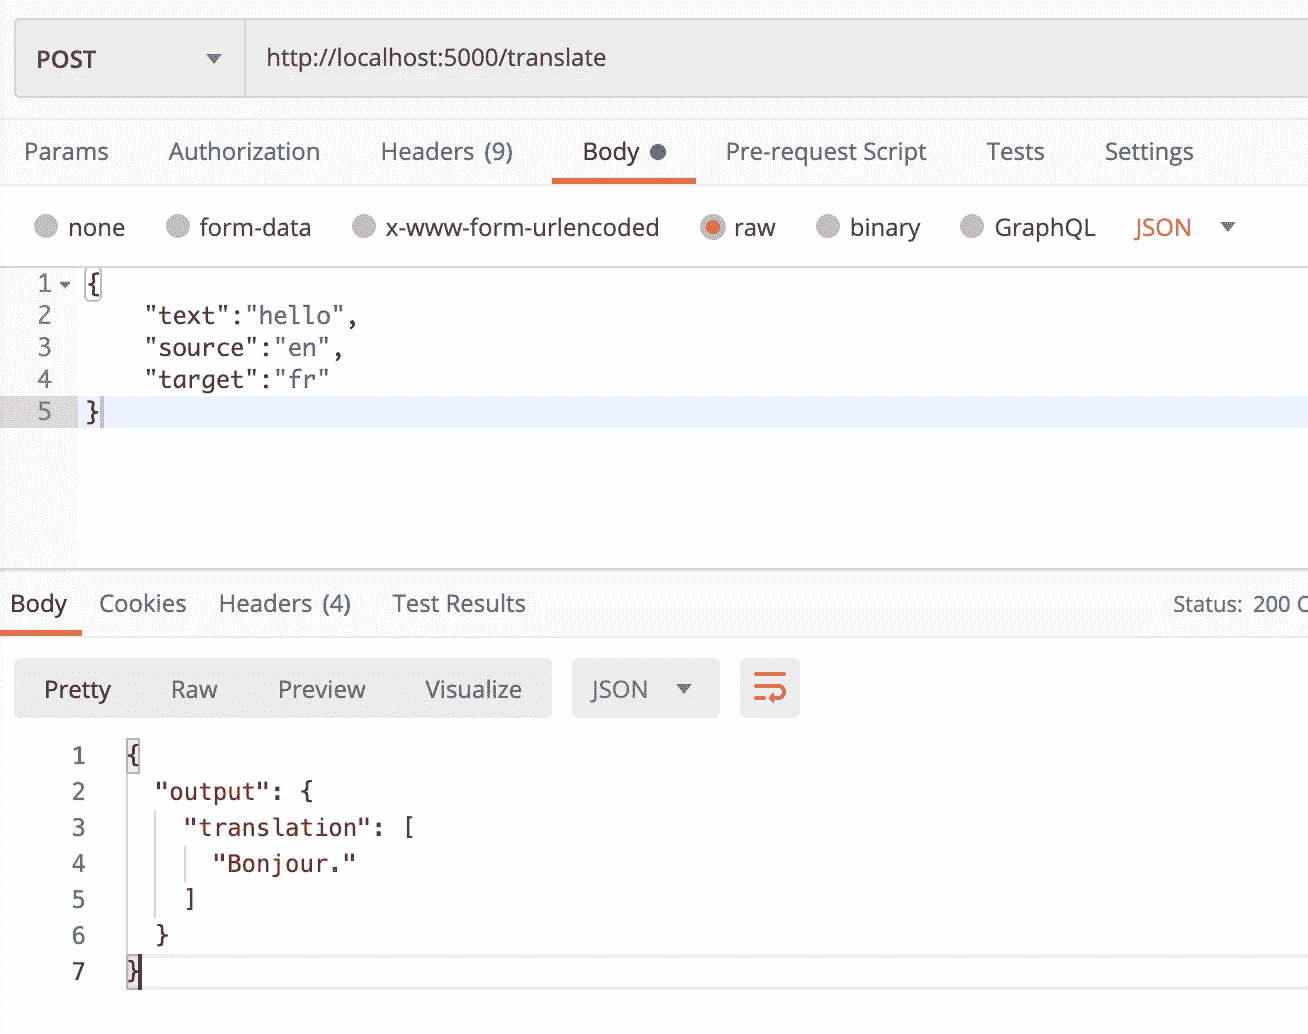 POST http://localhost:5000/translate
Params Authorization Headers (9) Body Pre-request Script Tests Settings
none form-data x-www-form-urlencoded raw binary GraphQL JSON
1 {
2 "text":"hello",
3 "source":"en",
4 "target":"fr"
5 }
Body Cookies Headers (4) Test Results Status: 200
Pretty Raw Preview Visualize JSON
1 {
2 "output": {
3 "translation": [
4 "Bonjour."
5 ]
6 }
7 }